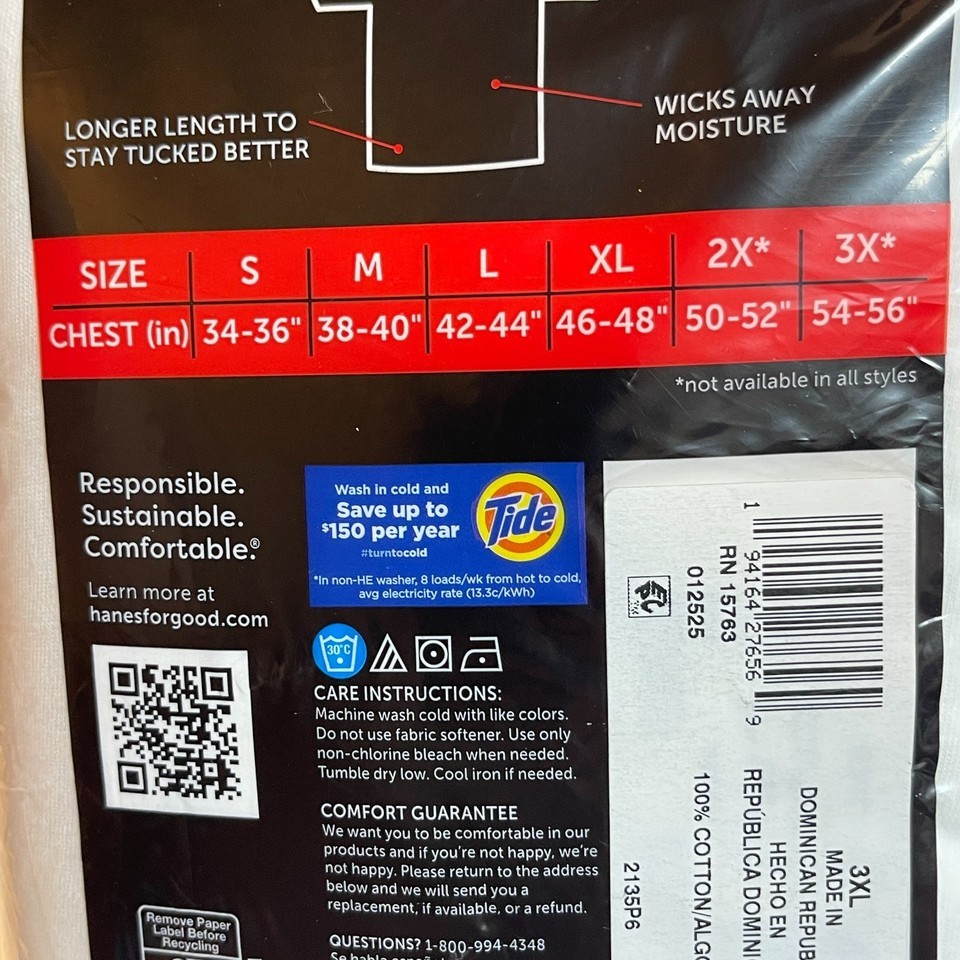 LONGER LENGTH TO
STAY TUCKED BETTER
WICKS AWAY
MOISTURE
SIZE S M L XL 2X* 3X*
CHEST (in) 34-36" 38-40" 42-44" 46-48" 50-52" 54-56"
*not available in all styles
Responsible.
Sustainable.
Comfortable.®
Learn more at
hanesforgood.com
Wash in cold and
Save up to
$150 per year
#turntocold
Tide
*In non-HE washer, 8 loads/wk from hot to cold,
avg electricity rate (13.3c/kWh)
30°C
CARE INSTRUCTIONS:
Machine wash cold with like colors.
Do not use fabric softener. Use only
non-chlorine bleach when needed.
Tumble dry low. Cool iron if needed.
COMFORT GUARANTEE
We want you to be comfortable in our
products and if you're not happy, we're
not happy. Please return to the address
below and we will send you a
replacement, if available, or a refund.
QUESTIONS? 1-800-994-4348
Se habla español
Remove Paper
Label Before
Recycling
1 94164 27656 9
RN 15763
012525
3XL
MADE IN
DOMINICAN REPUB
HECHO EN
REPÚBLICA DOMINI
100% COTTON/ALGO
2135P6